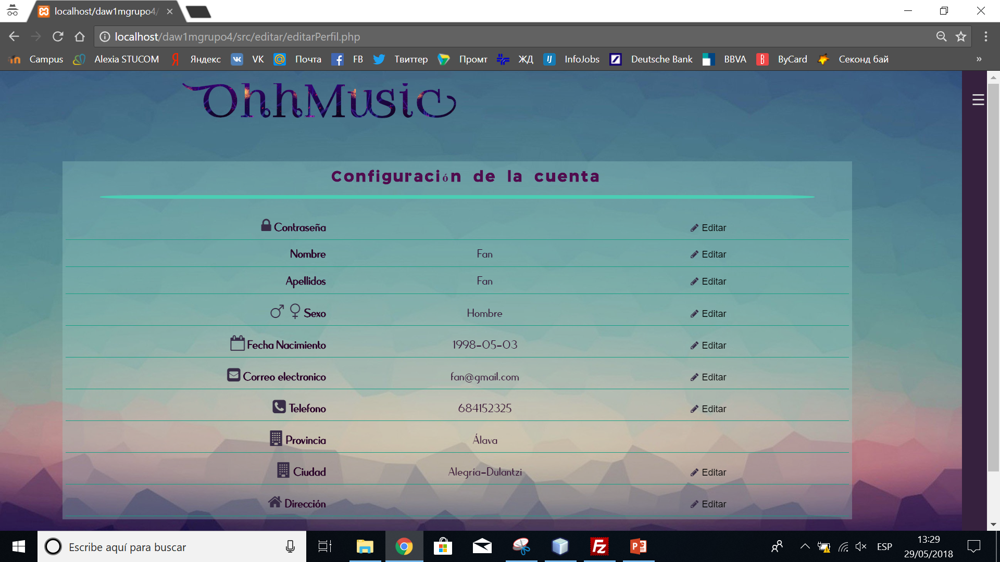 localhost/daw1mgrupo4/
localhost/daw1mgrupo4/src/editar/editarPerfil.php
Campus Alexia STUCOM Яндекс VK Почта FB Твиттер Промт ЖД InfoJobs Deutsche Bank BBVA ByCard Секонд бай »
OhhMusic
Configuración de la cuenta
Contraseña Editar
Nombre Fan Editar
Apellidos Fan Editar
Sexo Hombre Editar
Fecha Nacimiento 1998-05-03 Editar
Correo electronico fan@gmail.com Editar
Telefono 684152325 Editar
Provincia Álava
Ciudad Alegría-Dulantzi Editar
Dirección Editar
Escribe aquí para buscar ESP 13:29
29/05/2018